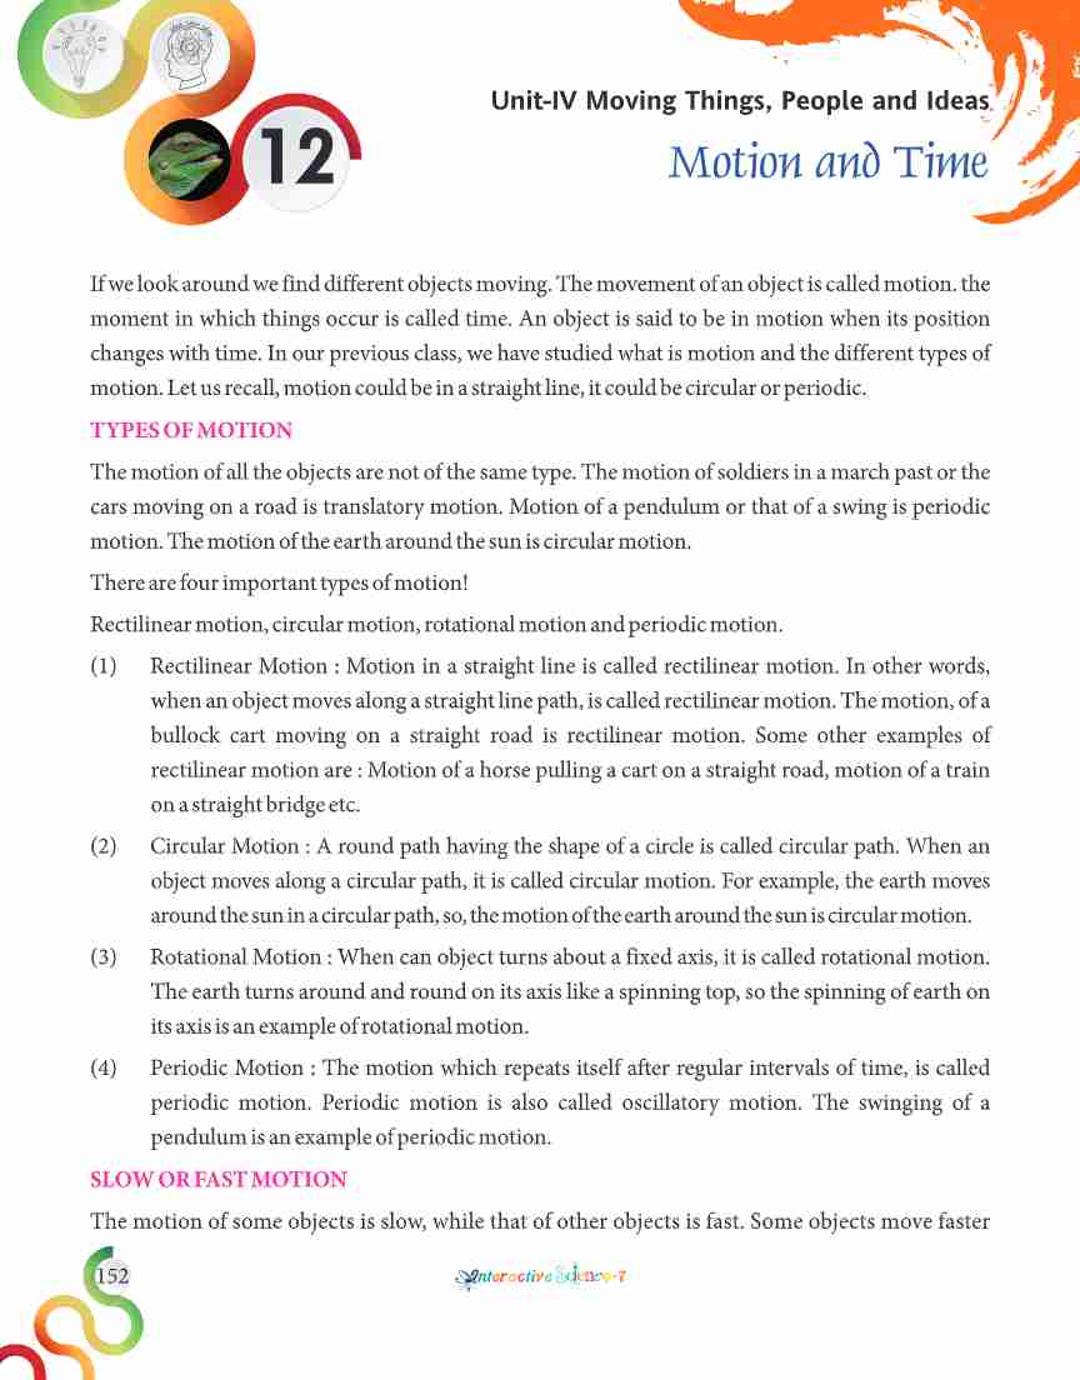 12
Unit-IV Moving Things, People and Ideas
Motion and Time
If we look around we find different objects moving. The movement of an object is called motion. the
moment in which things occur is called time. An object is said to be in motion when its position
changes with time. In our previous class, we have studied what is motion and the different types of
motion. Let us recall, motion could be in a straight line, it could be circular or periodic.
TYPES OF MOTION
The motion of all the objects are not of the same type. The motion of soldiers in a march past or the
cars moving on a road is translatory motion. Motion of a pendulum or that of a swing is periodic
motion. The motion of the earth around the sun is circular motion.
There are four important types of motion!
Rectilinear motion, circular motion, rotational motion and periodic motion.
(1) Rectilinear Motion : Motion in a straight line is called rectilinear motion. In other words,
when an object moves along a straight line path, is called rectilinear motion. The motion, of a
bullock cart moving on a straight road is rectilinear motion. Some other examples of
rectilinear motion are : Motion of a horse pulling a cart on a straight road, motion of a train
on a straight bridge etc.
(2) Circular Motion : A round path having the shape of a circle is called circular path. When an
object moves along a circular path, it is called circular motion. For example, the earth moves
around the sun in a circular path, so, the motion of the earth around the sun is circular motion.
(3) Rotational Motion : When can object turns about a fixed axis, it is called rotational motion.
The earth turns around and round on its axis like a spinning top, so the spinning of earth on
its axis is an example of rotational motion.
(4) Periodic Motion : The motion which repeats itself after regular intervals of time, is called
periodic motion. Periodic motion is also called oscillatory motion. The swinging of a
pendulum is an example of periodic motion.
SLOW OR FAST MOTION
The motion of some objects is slow, while that of other objects is fast. Some objects move faster
152
Interactive Science-7